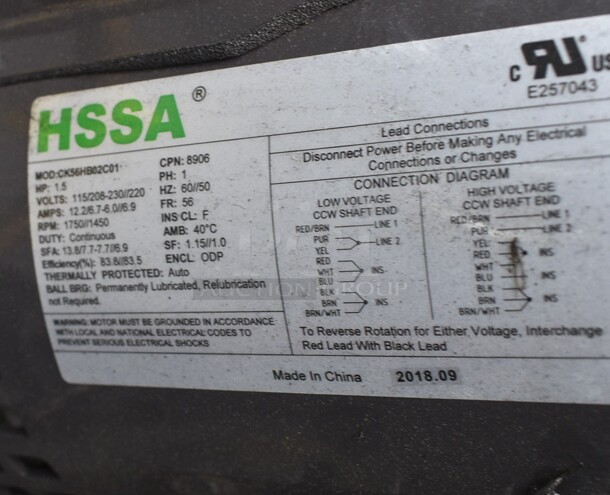 HSSA ®
C RU US
E257043
MOD:CK56HB02C01
CPN: 8906
HP: 1.5
PH: 1
VOLTS: 115/208-230//220
HZ: 60//50
AMPS: 12.2/6.7-6.0//6.9
FR: 56
RPM: 1750//1450
INS CL: F
DUTY: Continuous
AMB: 40°C
SFA: 13.8/7.7-7.7//6.9
SF: 1.15//1.0
Efficiency(%): 83.8//83.5
ENCL: ODP
THERMALLY PROTECTED: Auto
BALL BRG: Permanently Lubricated, Relubrication
not Required.
WARNING: MOTOR MUST BE GROUNDED IN ACCORDANCE
WITH LOCAL AND NATIONAL ELECTRICAL CODES TO
PREVENT SERIOUS ELECTRICAL SHOCKS
Lead Connections
Disconnect Power Before Making Any Electrical
Connections or Changes
CONNECTION DIAGRAM
LOW VOLTAGE
CCW SHAFT END
RED/BRN LINE 1
PUR LINE 2
YEL
RED
WHT INS
BLU
BLK
BRN INS
BRN/WHT
HIGH VOLTAGE
CCW SHAFT END
RED/BRN LINE 1
PUR LINE 2
YEL
RED INS
WHT
BLU INS
BLK
BRN INS
BRN/WHT
To Reverse Rotation for Either Voltage, Interchange
Red Lead With Black Lead
Made In China 2018.09
AUCTION GROUP